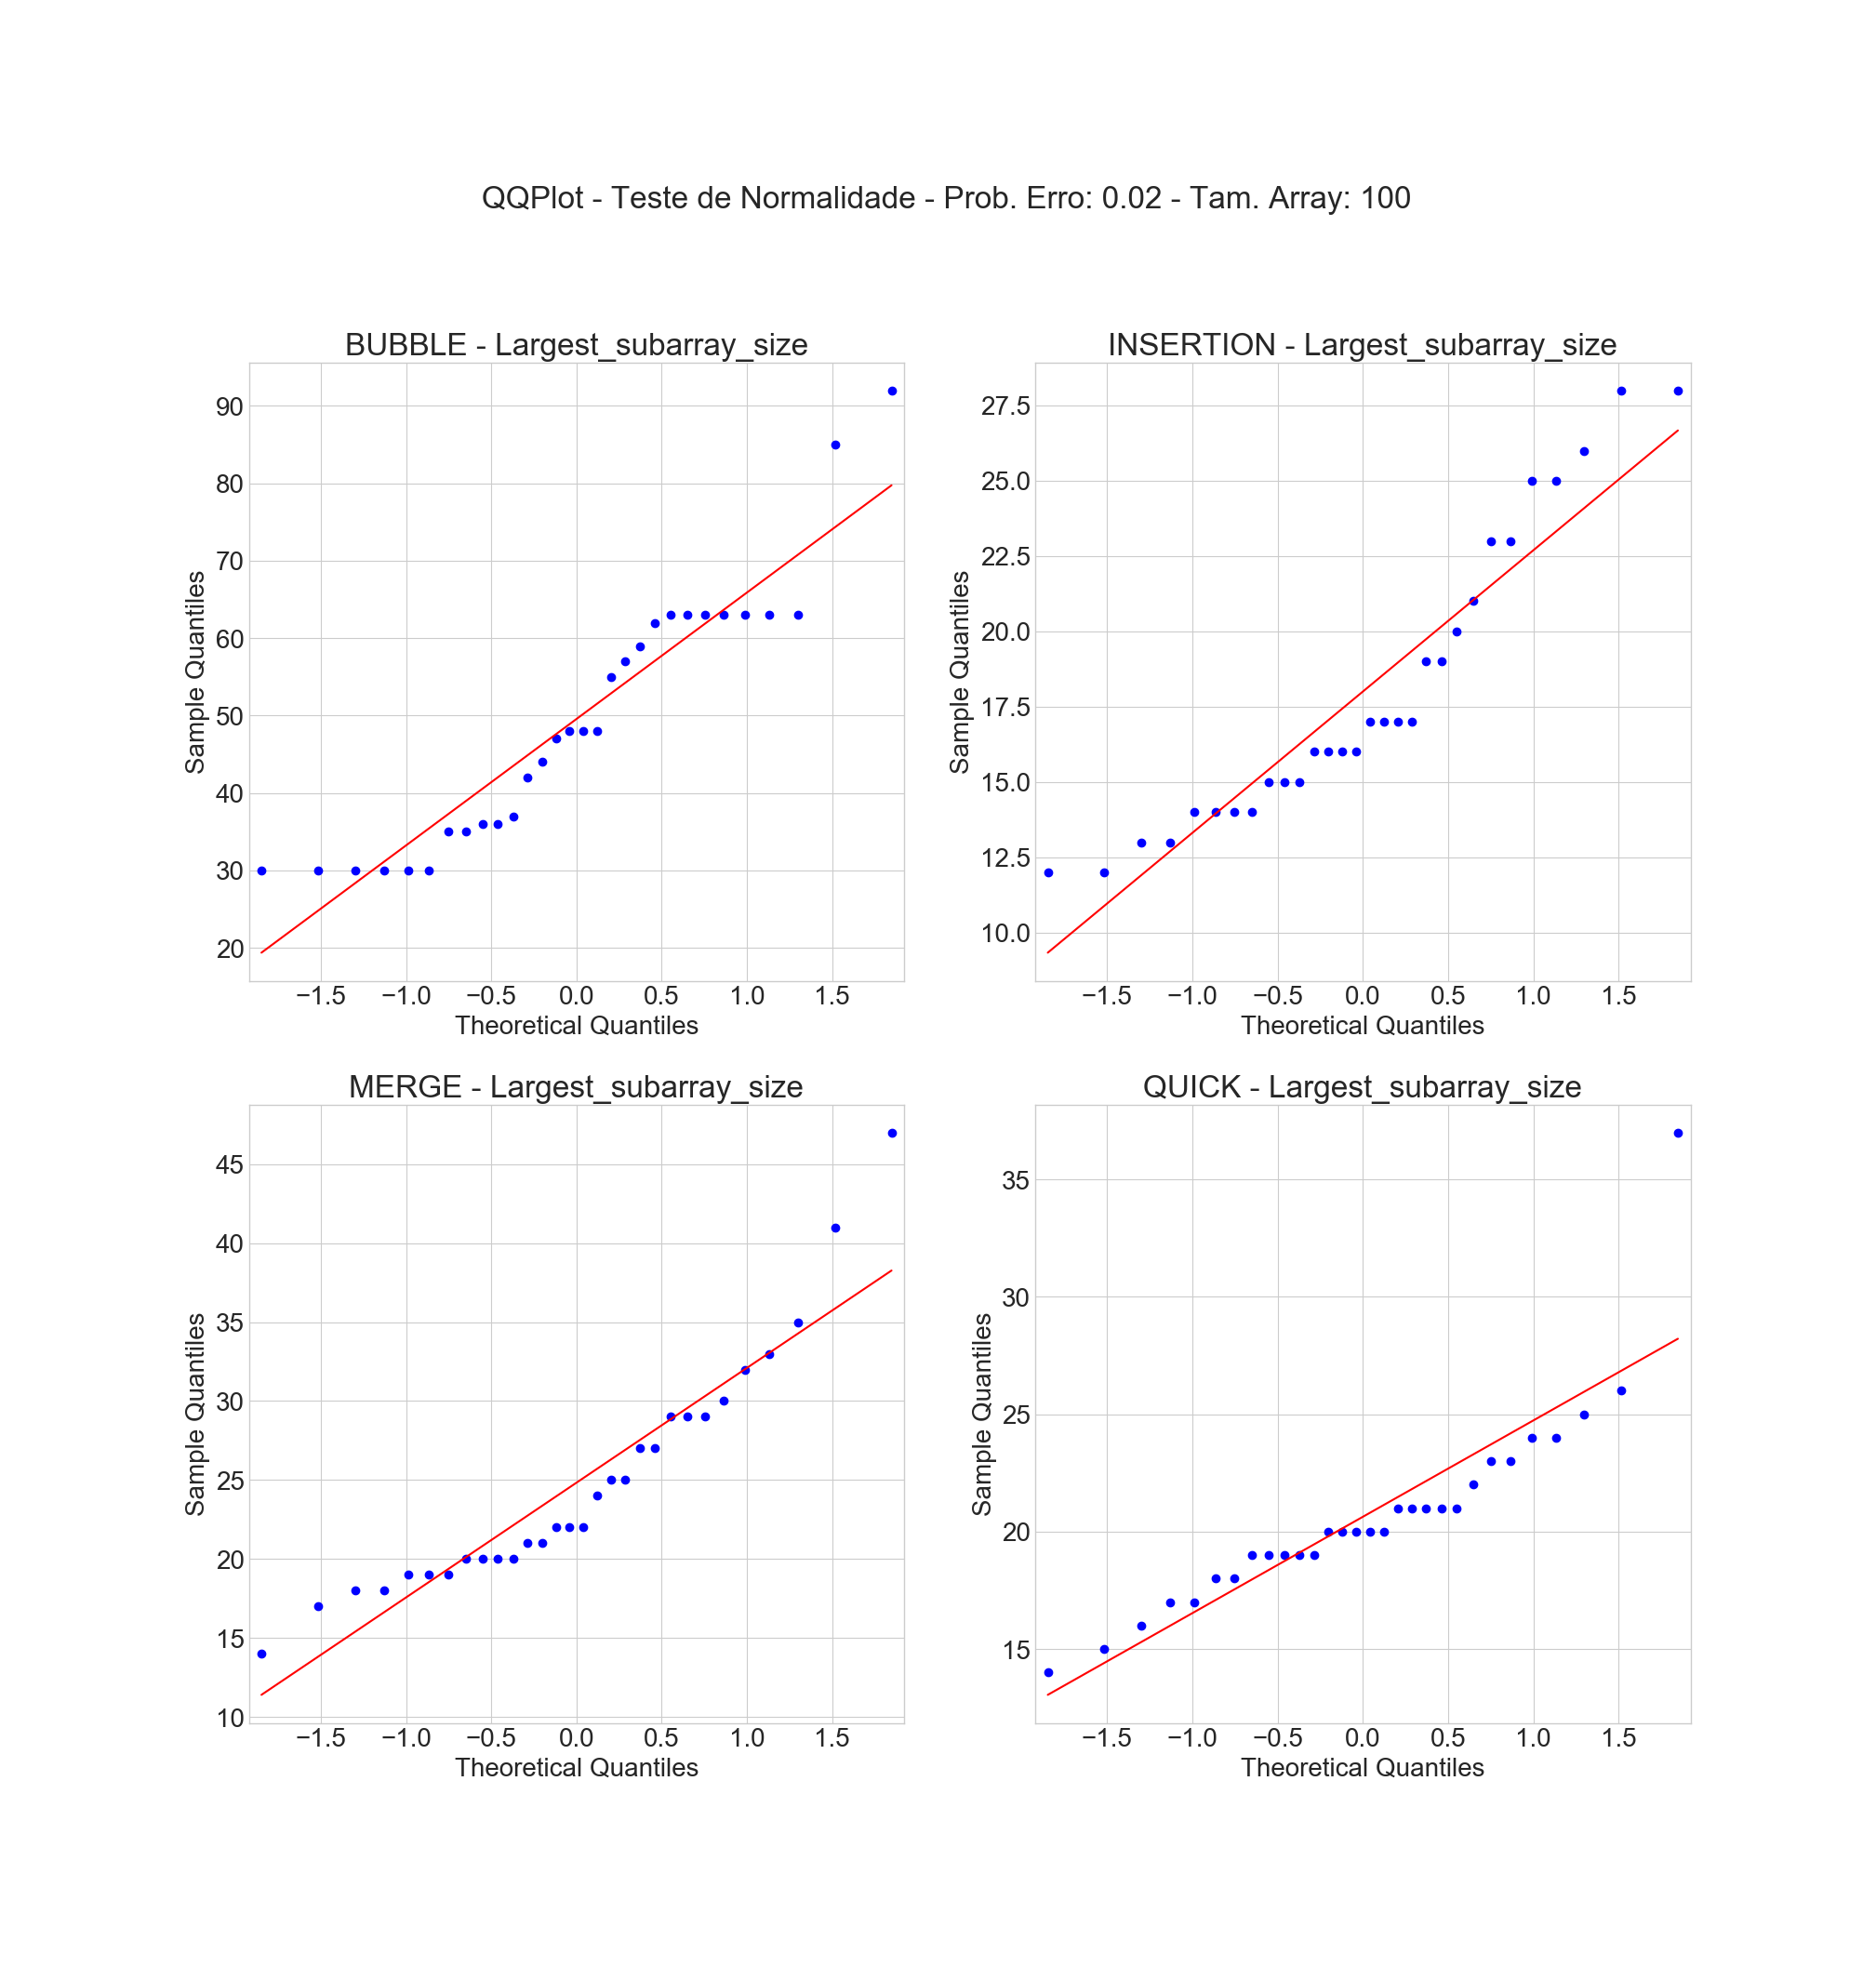 QQPlot - Teste de Normalidade - Prob. Erro: 0.02 - Tam. Array: 100
BUBBLE - Largest_subarray_size
90
80
70
60
50
40
30
20
Sample Quantiles
−1.5 −1.0 −0.5 0.0 0.5 1.0 1.5
Theoretical Quantiles
INSERTION - Largest_subarray_size
27.5
25.0
22.5
20.0
17.5
15.0
12.5
10.0
Sample Quantiles
−1.5 −1.0 −0.5 0.0 0.5 1.0 1.5
Theoretical Quantiles
MERGE - Largest_subarray_size
45
40
35
30
25
20
15
10
Sample Quantiles
−1.5 −1.0 −0.5 0.0 0.5 1.0 1.5
Theoretical Quantiles
QUICK - Largest_subarray_size
35
30
25
20
15
Sample Quantiles
−1.5 −1.0 −0.5 0.0 0.5 1.0 1.5
Theoretical Quantiles